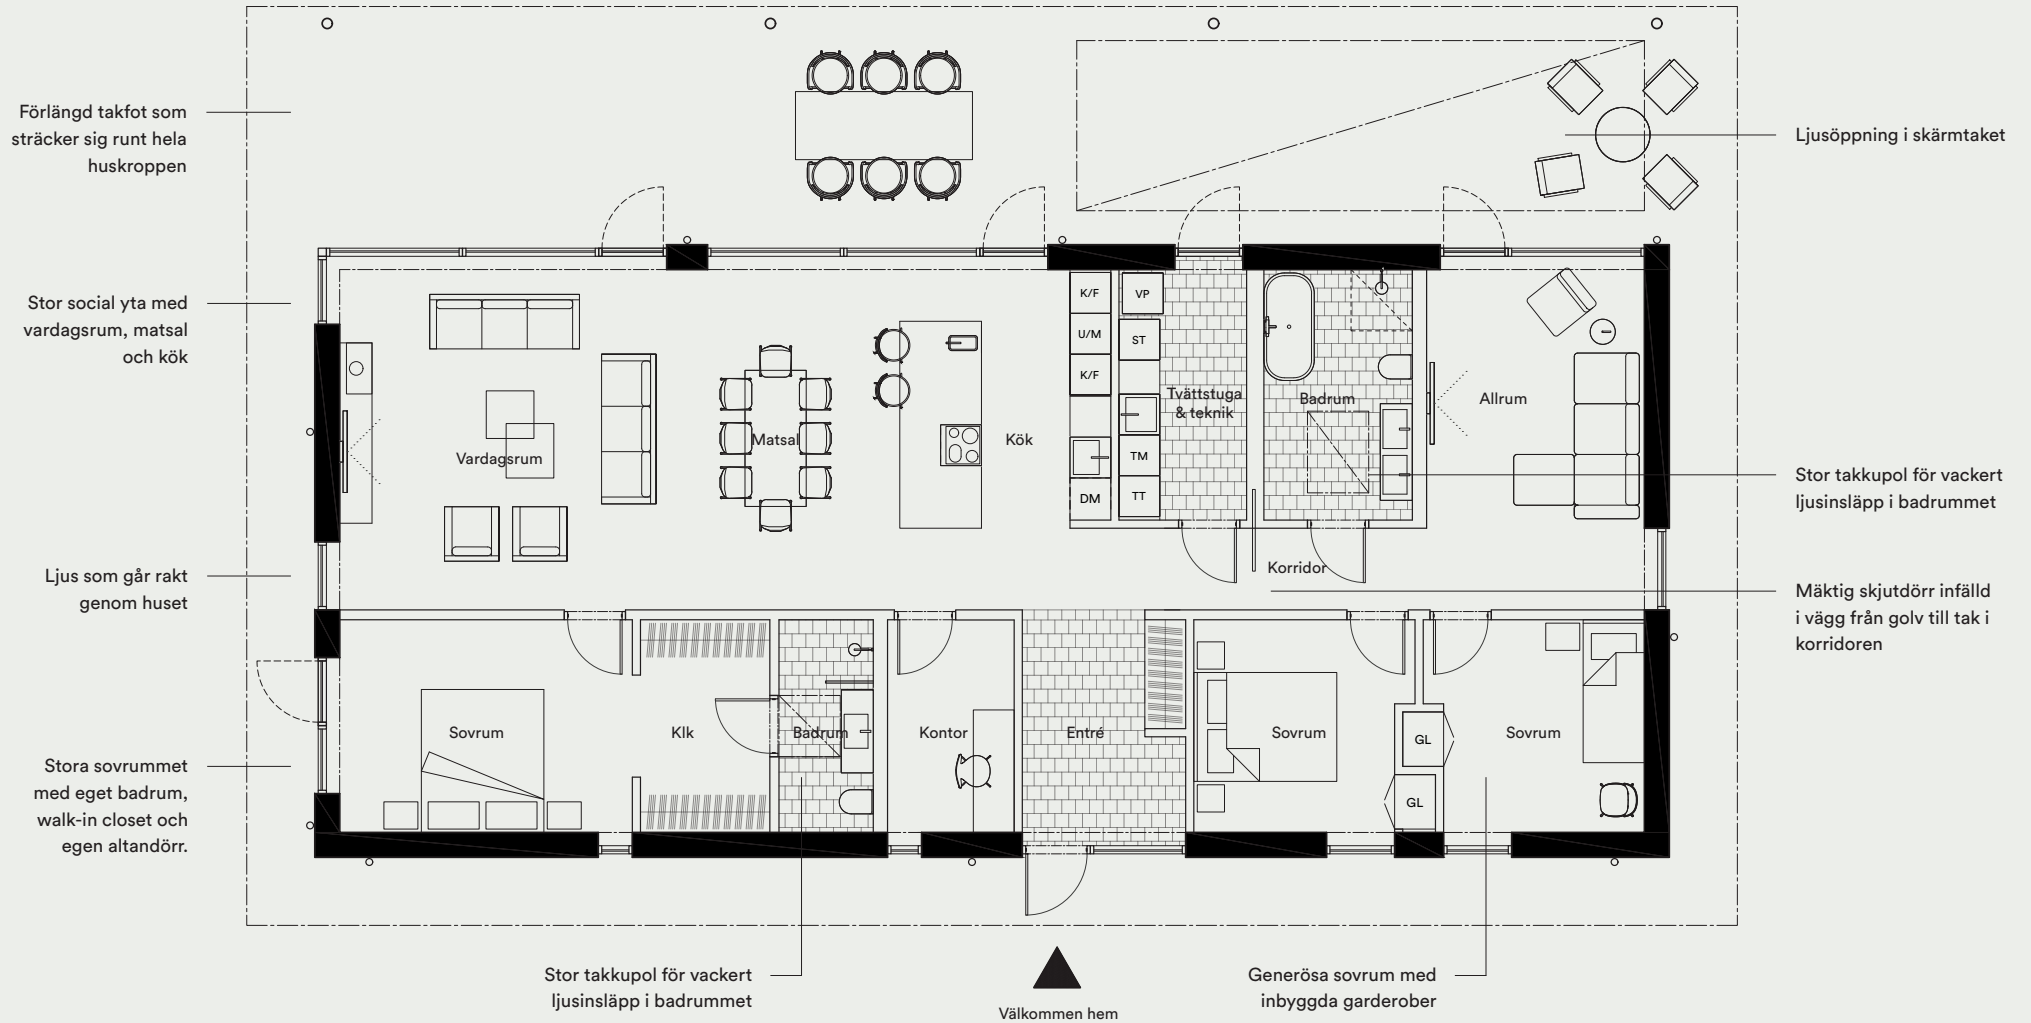 Förlängd takfot som
sträcker sig runt hela
huskroppen
Ljusöppning i skärmtaket
Stor social yta med
vardagsrum, matsal
och kök
K/F
U/M
K/F
DM
VP
ST
TM
TT
Tvättstuga
& teknik
Badrum
Allrum
Vardagsrum
Matsal
Kök
Stor takkupol för vackert
ljusinsläpp i badrummet
Ljus som går rakt
genom huset
Korridor
Mäktig skjutdörr infälld
i vägg från golv till tak i
korridoren
Sovrum
Klk
Badrum
Kontor
Entré
Sovrum
GL
GL
Sovrum
Stora sovrummet
med eget badrum,
walk-in closet och
egen altandörr.
Stor takkupol för vackert
ljusinsläpp i badrummet
Välkommen hem
Generösa sovrum med
inbyggda garderober